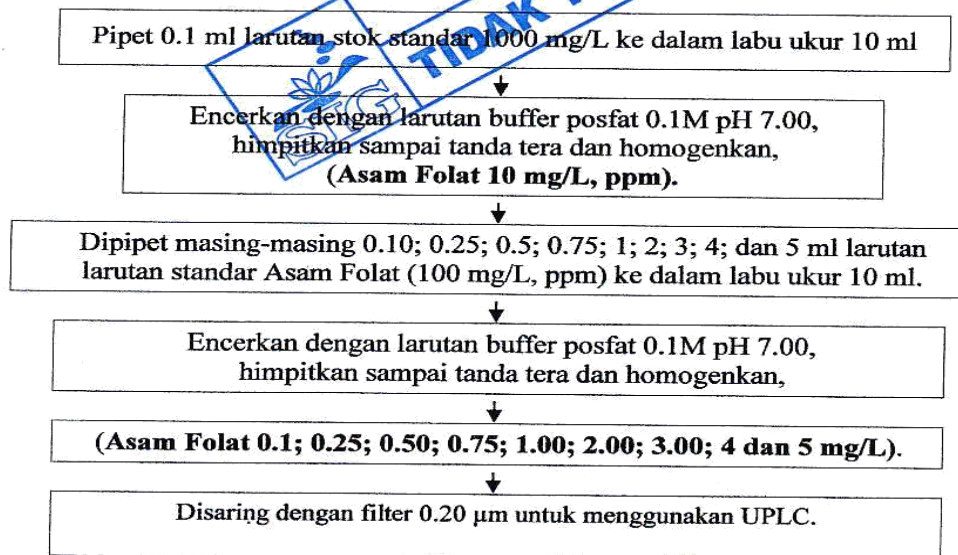 Pipet 0.1 ml larutan stok standar 1000 mg/L ke dalam labu ukur 10 ml
Encerkan dengan larutan buffer posfat 0.1M pH 7.00,
himpitkan sampai tanda tera dan homogenkan,
(Asam Folat 10 mg/L, ppm).
Dipipet masing-masing 0.10; 0.25; 0.5; 0.75; 1; 2; 3; 4; dan 5 ml larutan
larutan standar Asam Folat (100 mg/L, ppm) ke dalam labu ukur 10 ml.
Encerkan dengan larutan buffer posfat 0.1M pH 7.00,
himpitkan sampai tanda tera dan homogenkan,
(Asam Folat 0.1; 0.25; 0.50; 0.75; 1.00; 2.00; 3.00; 4 dan 5 mg/L).
Disaring dengan filter 0.20 µm untuk menggunakan UPLC.
SIG
TIDAK